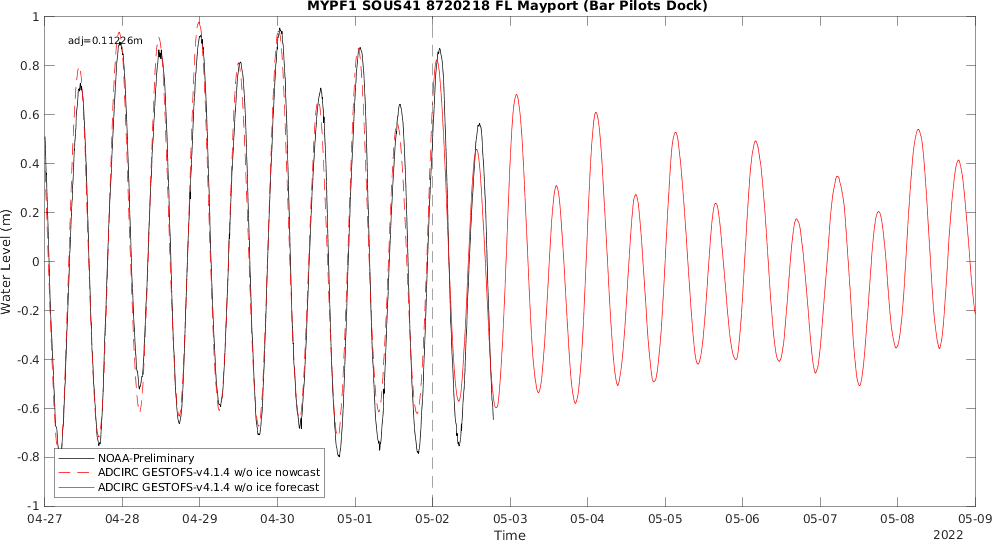 MYPF1 SOUS41 8720218 FL Mayport (Bar Pilots Dock)
adj=0.11226m
Water Level (m)
1
0.8
0.6
0.4
0.2
0
-0.2
-0.4
-0.6
-0.8
-1
NOAA-Preliminary
ADCIRC GESTOFS-v4.1.4 w/o ice nowcast
ADCIRC GESTOFS-v4.1.4 w/o ice forecast
04-27 04-28 04-29 04-30 05-01 05-02 05-03 05-04 05-05 05-06 05-07 05-08 05-09
Time
2022